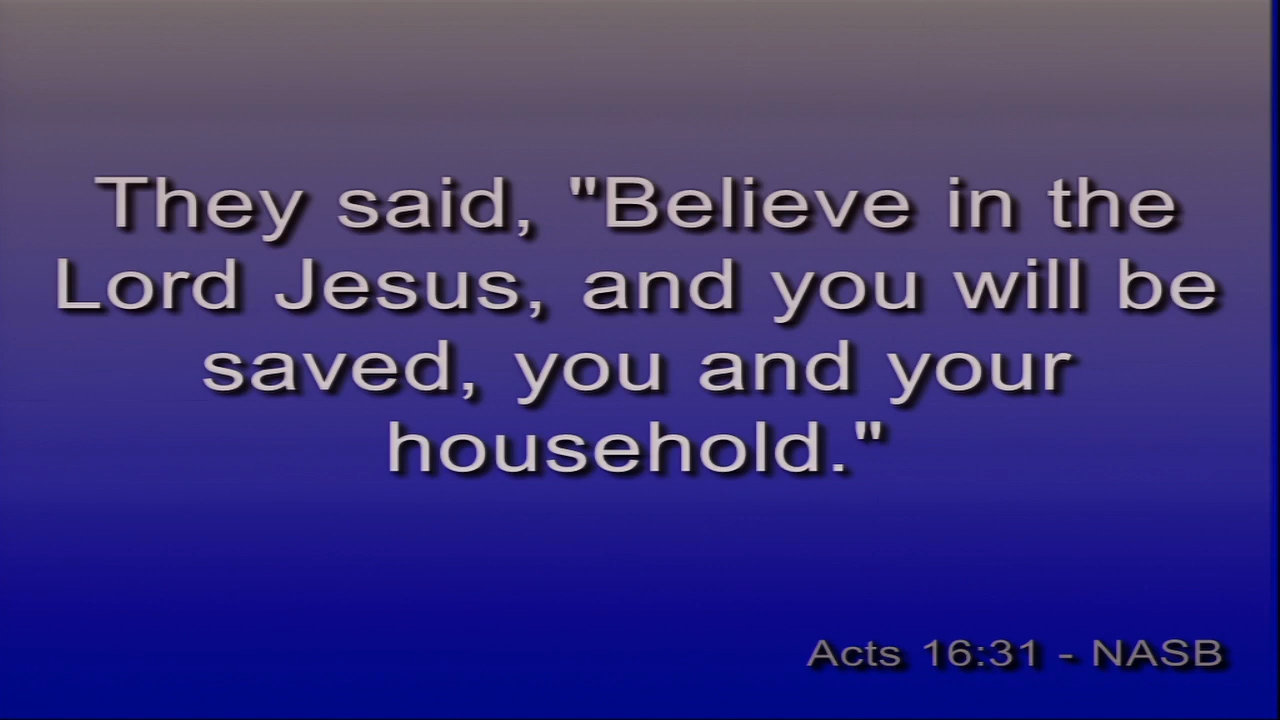 They said, "Believe in the
Lord Jesus, and you will be
saved, you and your
household."
Acts 16:31 - NASB